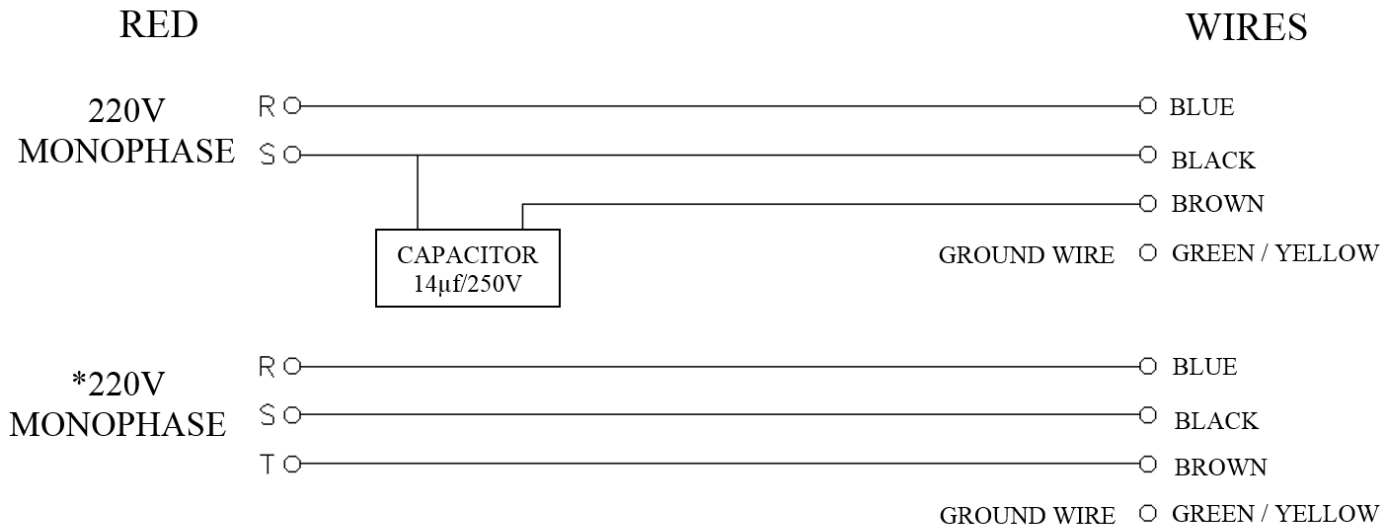 RED
WIRES
220V
MONOPHASE
R
BLUE
S
BLACK
BROWN
CAPACITOR
14µf/250V
GROUND WIRE
GREEN / YELLOW
*220V
MONOPHASE
R
BLUE
S
BLACK
T
BROWN
GROUND WIRE
GREEN / YELLOW